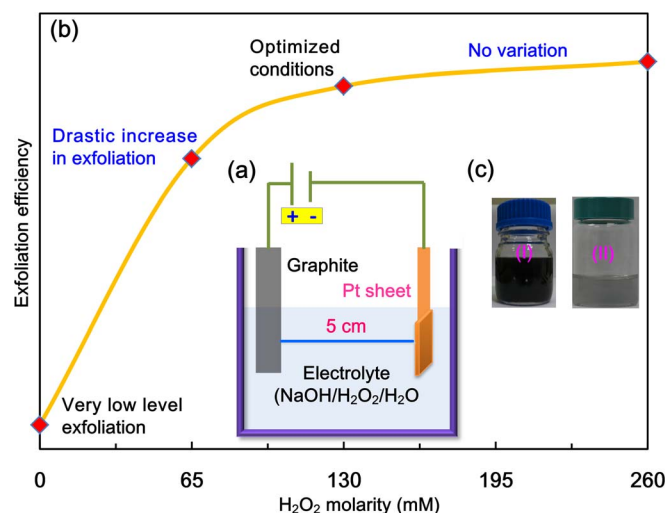 (b)
Optimized
conditions
No variation
Drastic increase
in exfoliation
(a)
(c)
+ -
(I)
(II)
Graphite
Pt sheet
5 cm
Electrolyte
(NaOH/H₂O₂/H₂O
Very low level
exfoliation
Exfoliation efficiency
0 65 130 195 260
H₂O₂ molarity (mM)